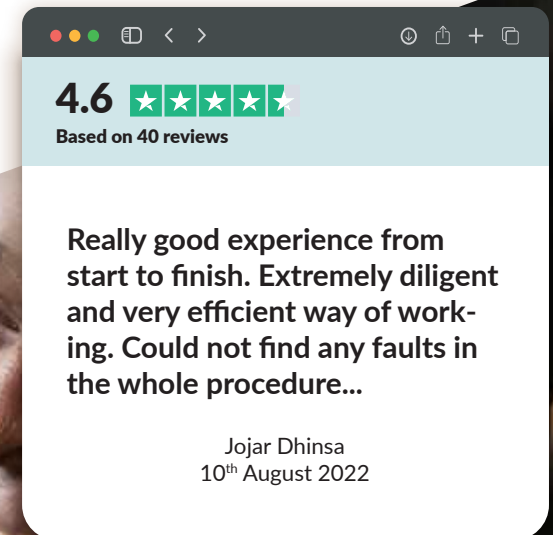 4.6
Based on 40 reviews
Really good experience from
start to finish. Extremely diligent
and very efficient way of work-
ing. Could not find any faults in
the whole procedure...
Jojar Dhinsa
10th August 2022